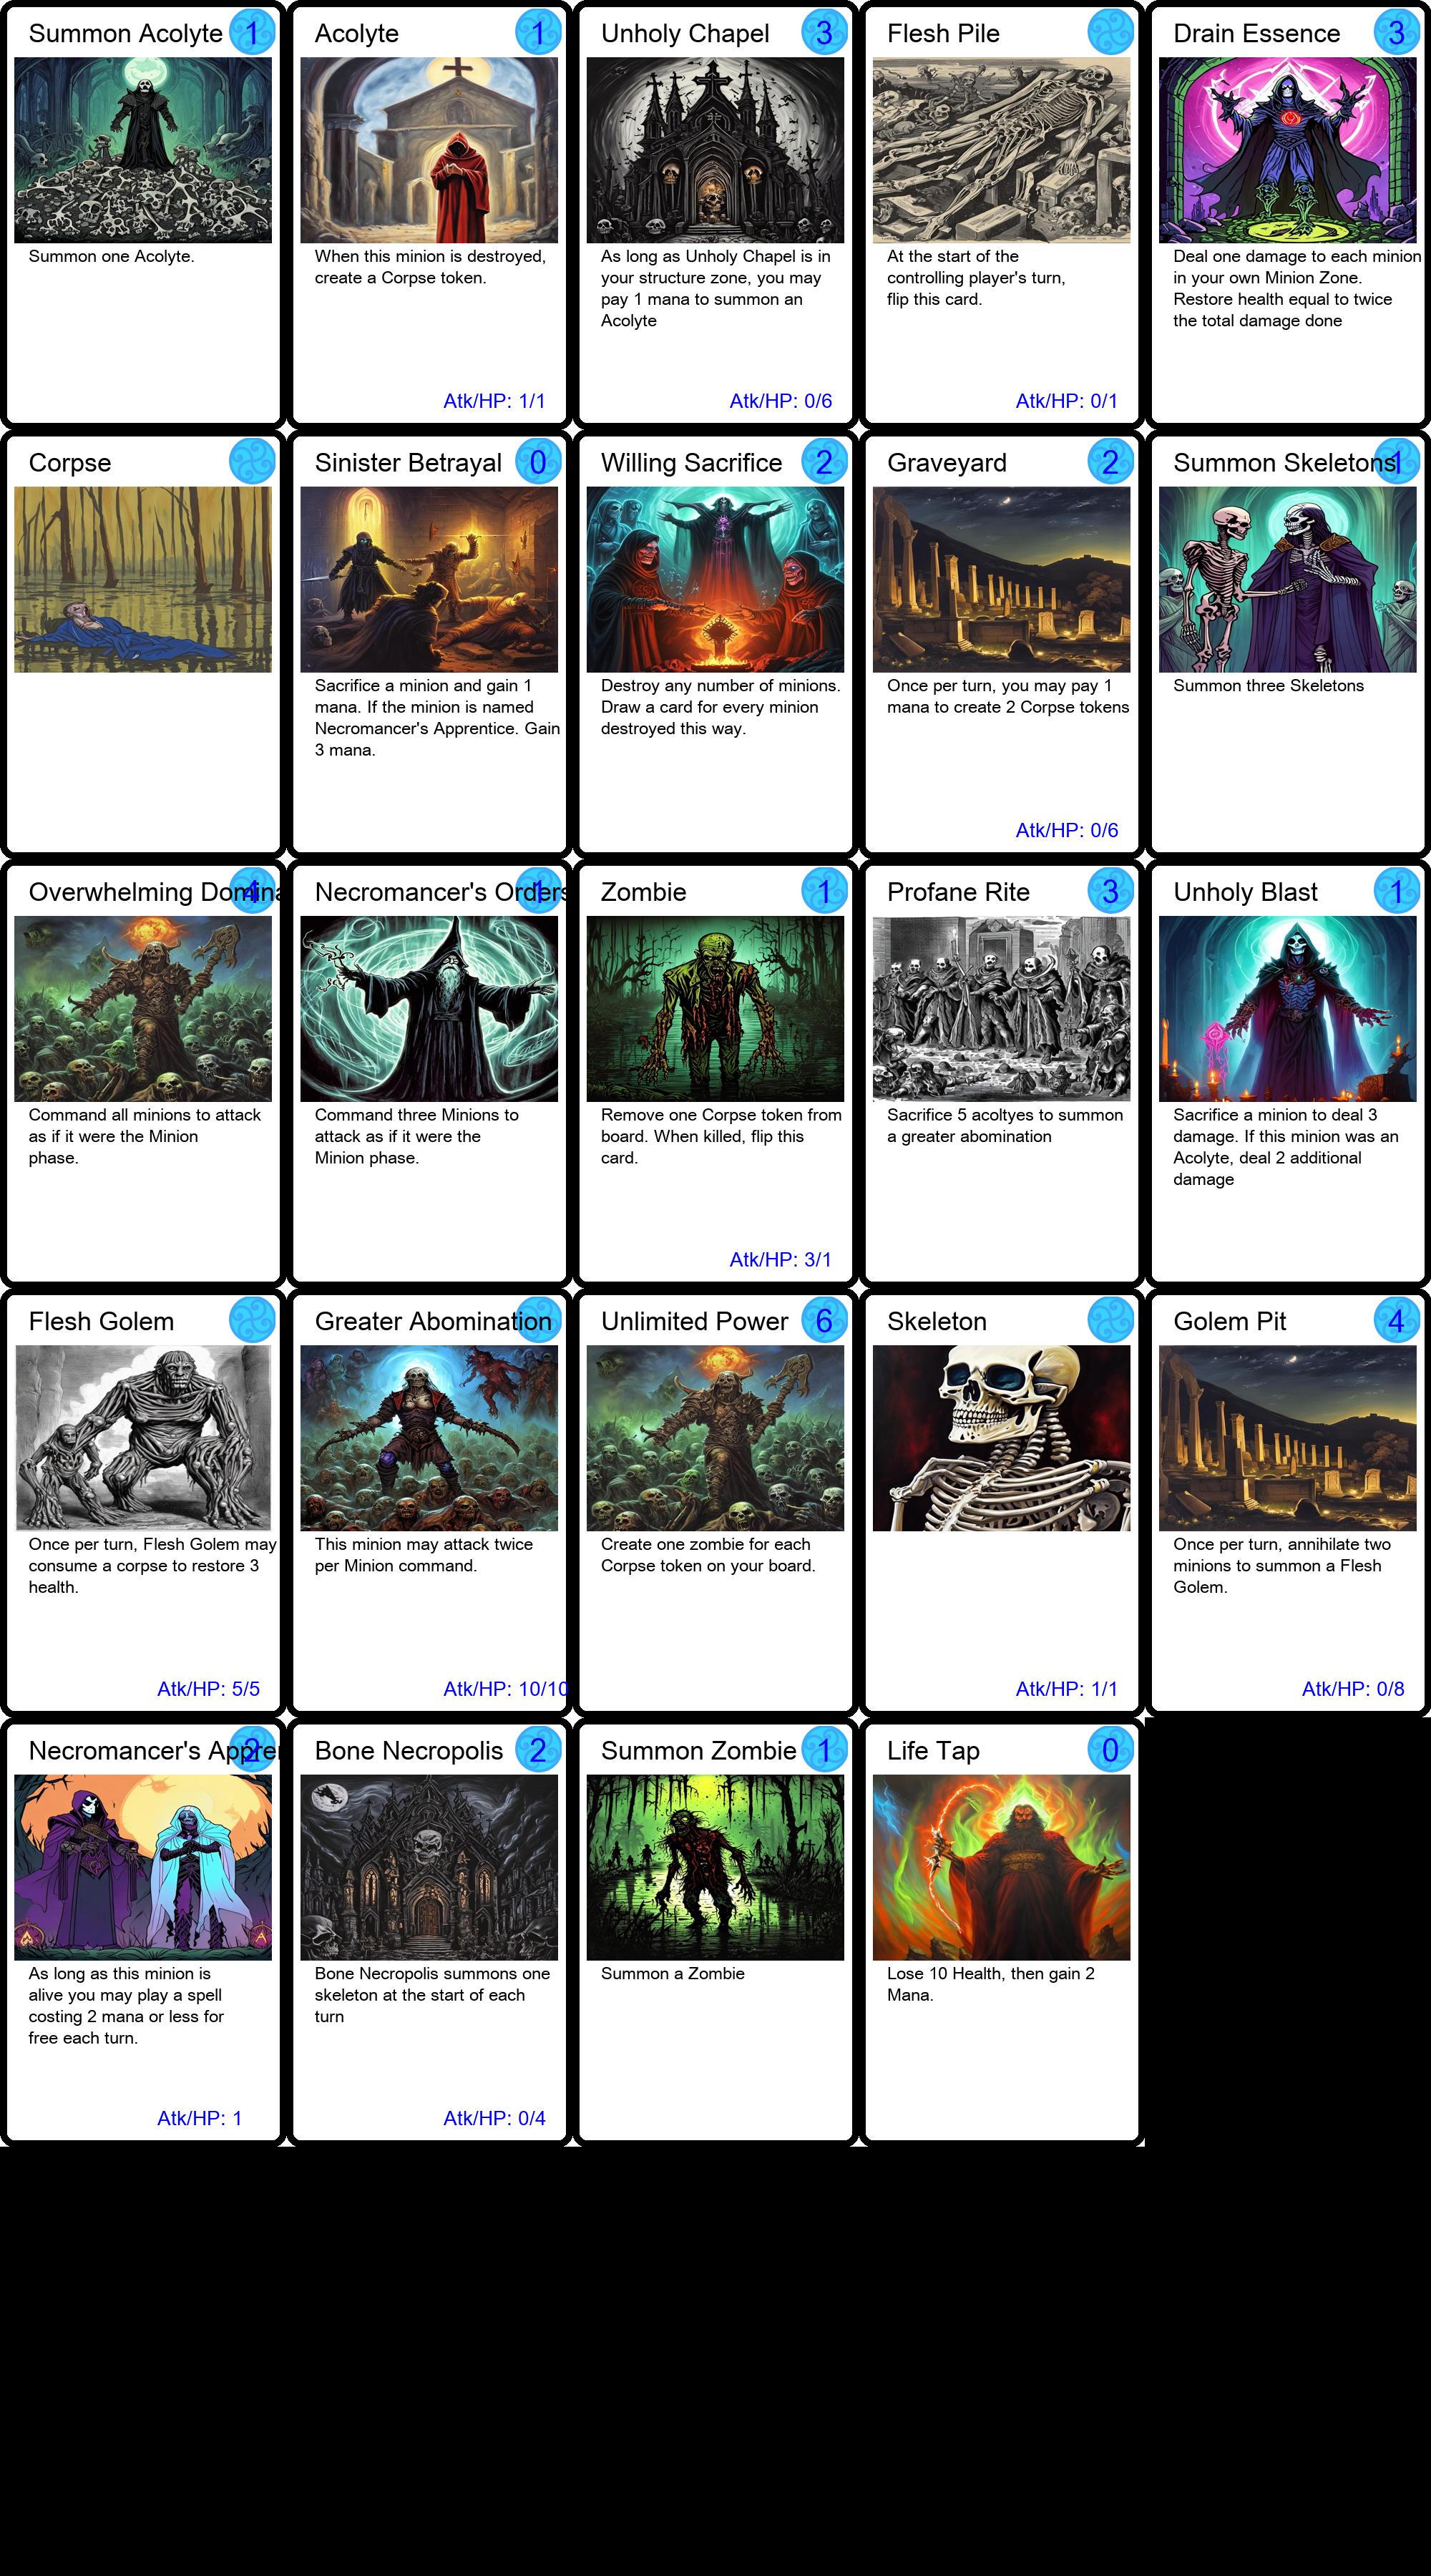 Summon Acolyte 1
Summon one Acolyte.
Acolyte 1
When this minion is destroyed,
create a Corpse token.
Atk/HP: 1/1
Unholy Chapel 3
As long as Unholy Chapel is in
your structure zone, you may
pay 1 mana to summon an
Acolyte
Atk/HP: 0/6
Flesh Pile
At the start of the
controlling player's turn,
flip this card.
Atk/HP: 0/1
Drain Essence 3
Deal one damage to each minion
in your own Minion Zone.
Restore health equal to twice
the total damage done
Corpse
Sinister Betrayal 0
Sacrifice a minion and gain 1
mana. If the minion is named
Necromancer's Apprentice. Gain
3 mana.
Willing Sacrifice 2
Destroy any number of minions.
Draw a card for every minion
destroyed this way.
Graveyard 2
Once per turn, you may pay 1
mana to create 2 Corpse tokens
Atk/HP: 0/6
Summon Skeletons 1
Summon three Skeletons
Overwhelming Domina 4
Command all minions to attack
as if it were the Minion
phase.
Necromancer's Orders 1
Command three Minions to
attack as if it were the
Minion phase.
Zombie 1
Remove one Corpse token from
board. When killed, flip this
card.
Atk/HP: 3/1
Profane Rite 3
Sacrifice 5 acoltyes to summon
a greater abomination
Unholy Blast 1
Sacrifice a minion to deal 3
damage. If this minion was an
Acolyte, deal 2 additional
damage
Flesh Golem
Once per turn, Flesh Golem may
consume a corpse to restore 3
health.
Atk/HP: 5/5
Greater Abomination
This minion may attack twice
per Minion command.
Atk/HP: 10/10
Unlimited Power 6
Create one zombie for each
Corpse token on your board.
Skeleton
Atk/HP: 1/1
Golem Pit 4
Once per turn, annihilate two
minions to summon a Flesh
Golem.
Atk/HP: 0/8
Necromancer's Appre 2
As long as this minion is
alive you may play a spell
costing 2 mana or less for
free each turn.
Atk/HP: 1
Bone Necropolis 2
Bone Necropolis summons one
skeleton at the start of each
turn
Atk/HP: 0/4
Summon Zombie 1
Summon a Zombie
Life Tap 0
Lose 10 Health, then gain 2
Mana.